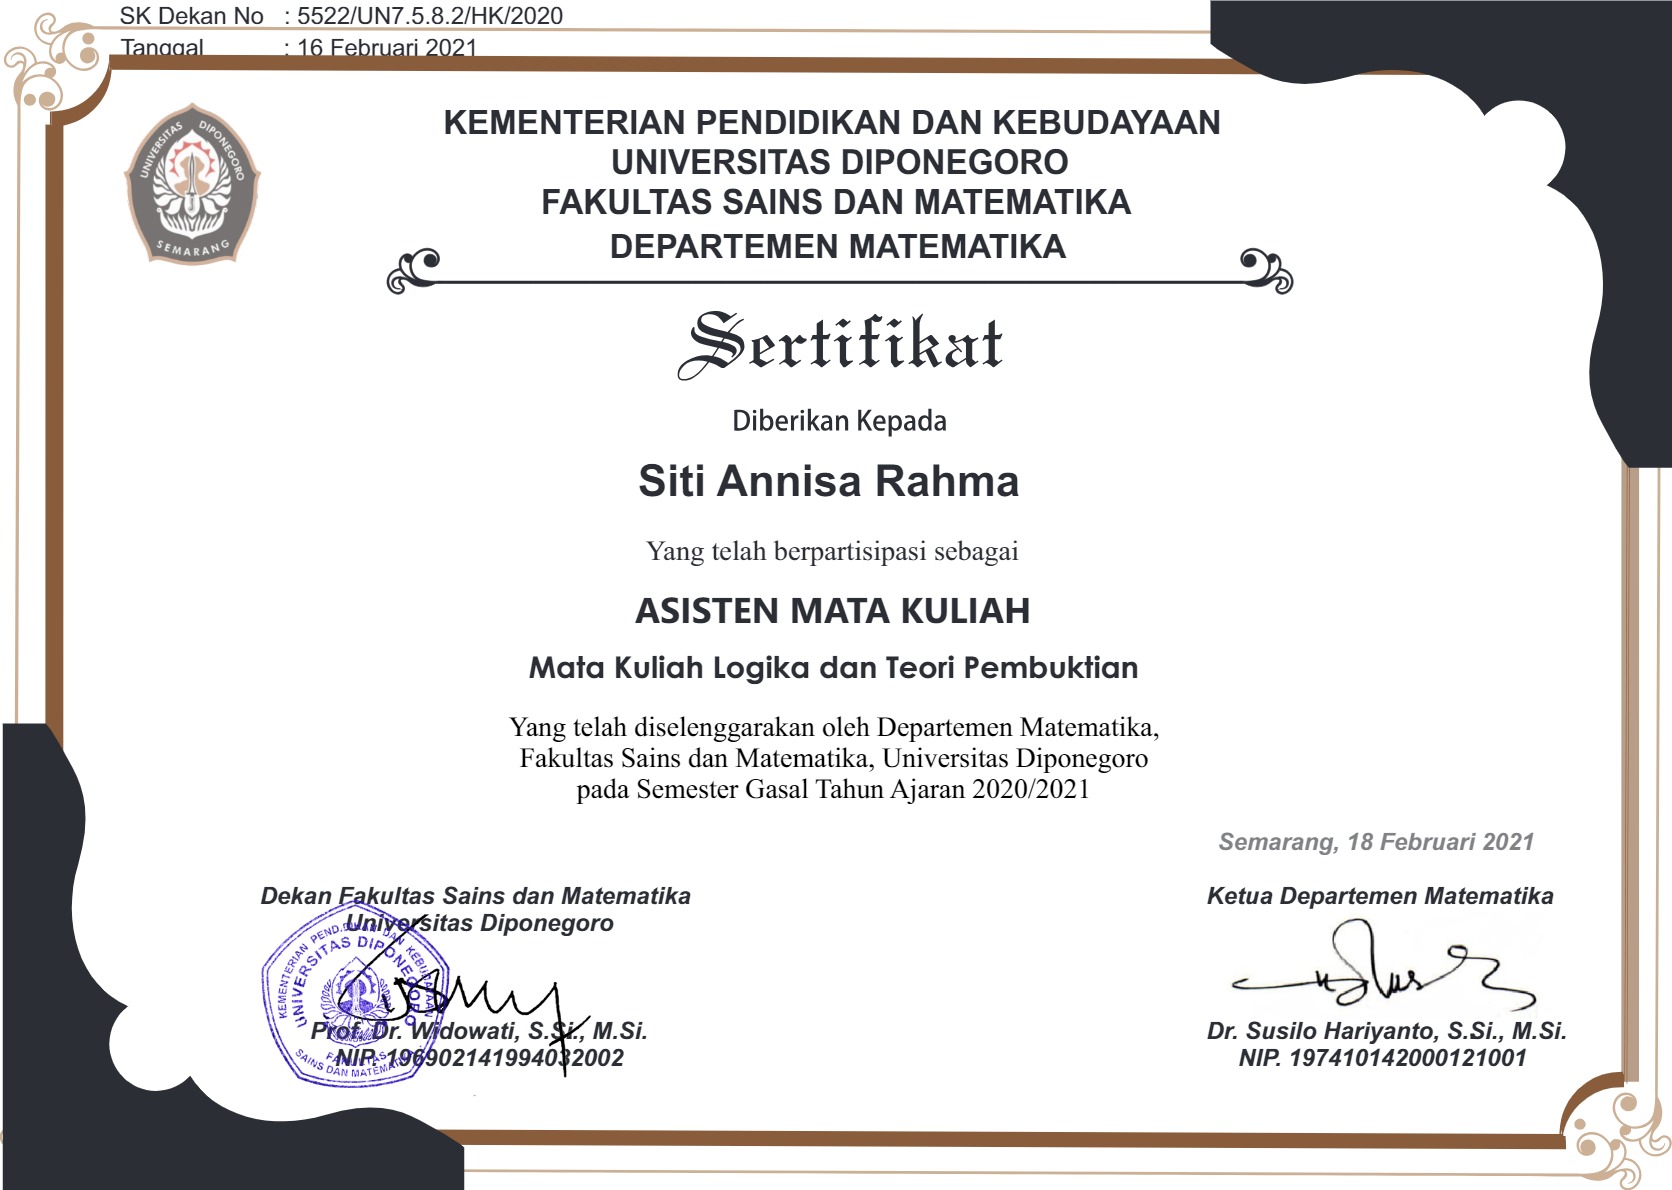 SK Dekan No : 5522/UN7.5.8.2/HK/2020
Tanggal : 16 Februari 2021
UNIVERSITAS DIPONEGORO
SEMARANG
KEMENTERIAN PENDIDIKAN DAN KEBUDAYAAN
UNIVERSITAS DIPONEGORO
FAKULTAS SAINS DAN MATEMATIKA
DEPARTEMEN MATEMATIKA
Sertifikat
Diberikan Kepada
Siti Annisa Rahma
Yang telah berpartisipasi sebagai
ASISTEN MATA KULIAH
Mata Kuliah Logika dan Teori Pembuktian
Yang telah diselenggarakan oleh Departemen Matematika,
Fakultas Sains dan Matematika, Universitas Diponegoro
pada Semester Gasal Tahun Ajaran 2020/2021
Semarang, 18 Februari 2021
Dekan Fakultas Sains dan Matematika
Universitas Diponegoro
KEMENTERIAN PENDIDIKAN DAN KEBUDAYAAN
UNIVERSITAS DIPONEGORO
FAKULTAS
SAINS DAN MATEMATIKA
Prof. Dr. Widowati, S.Si., M.Si.
NIP. 196902141994032002
Ketua Departemen Matematika
Dr. Susilo Hariyanto, S.Si., M.Si.
NIP. 197410142000121001